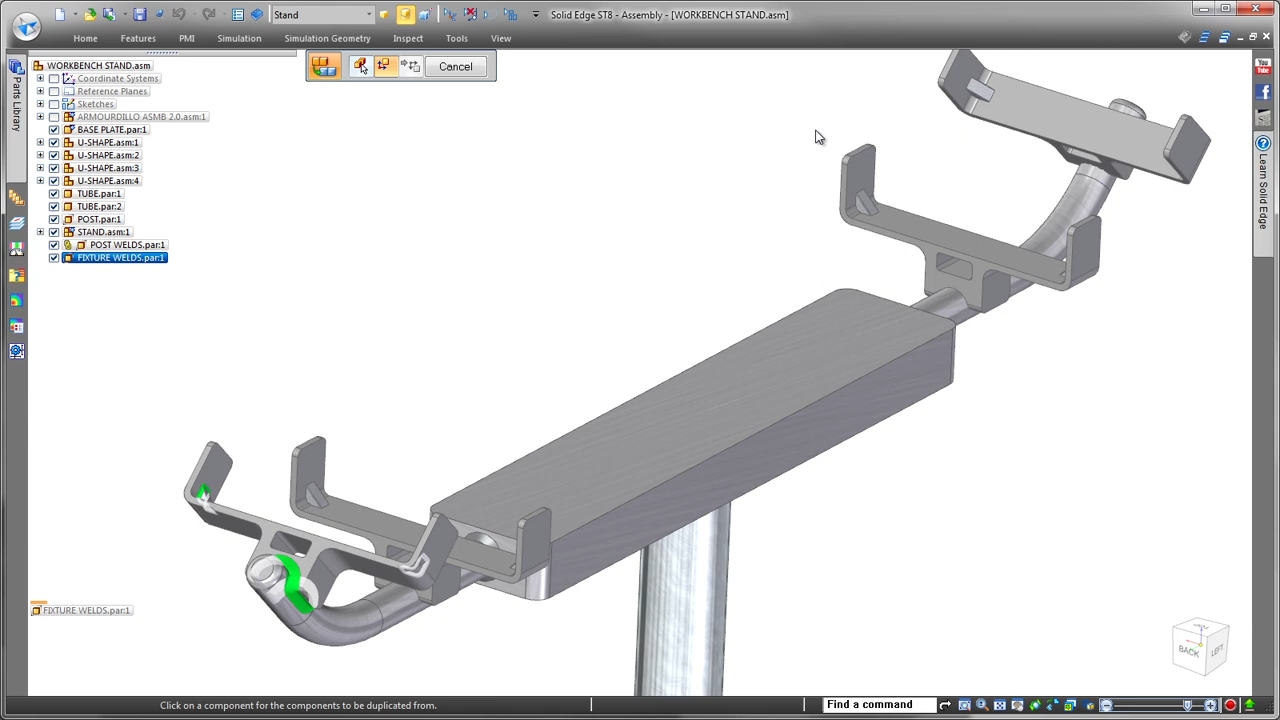 Stand
Solid Edge ST8 - Assembly - [WORKBENCH STAND.asm]
Home
Features
PMI
Simulation
Simulation Geometry
Inspect
Tools
View
Cancel
Parts Library
WORKBENCH STAND.asm
Coordinate Systems
Reference Planes
Sketches
ARMOURDILLO ASMB 2.0.asm:1
BASE PLATE.par:1
U-SHAPE.asm:1
U-SHAPE.asm:2
U-SHAPE.asm:3
U-SHAPE.asm:4
TUBE.par:1
TUBE.par:2
POST.par:1
STAND.asm:1
POST WELDS.par:1
FIXTURE WELDS.par:1
FIXTURE WELDS.par:1
You
Tube
Learn Solid Edge
BACK
LEFT
Click on a component for the components to be duplicated from.
Find a command